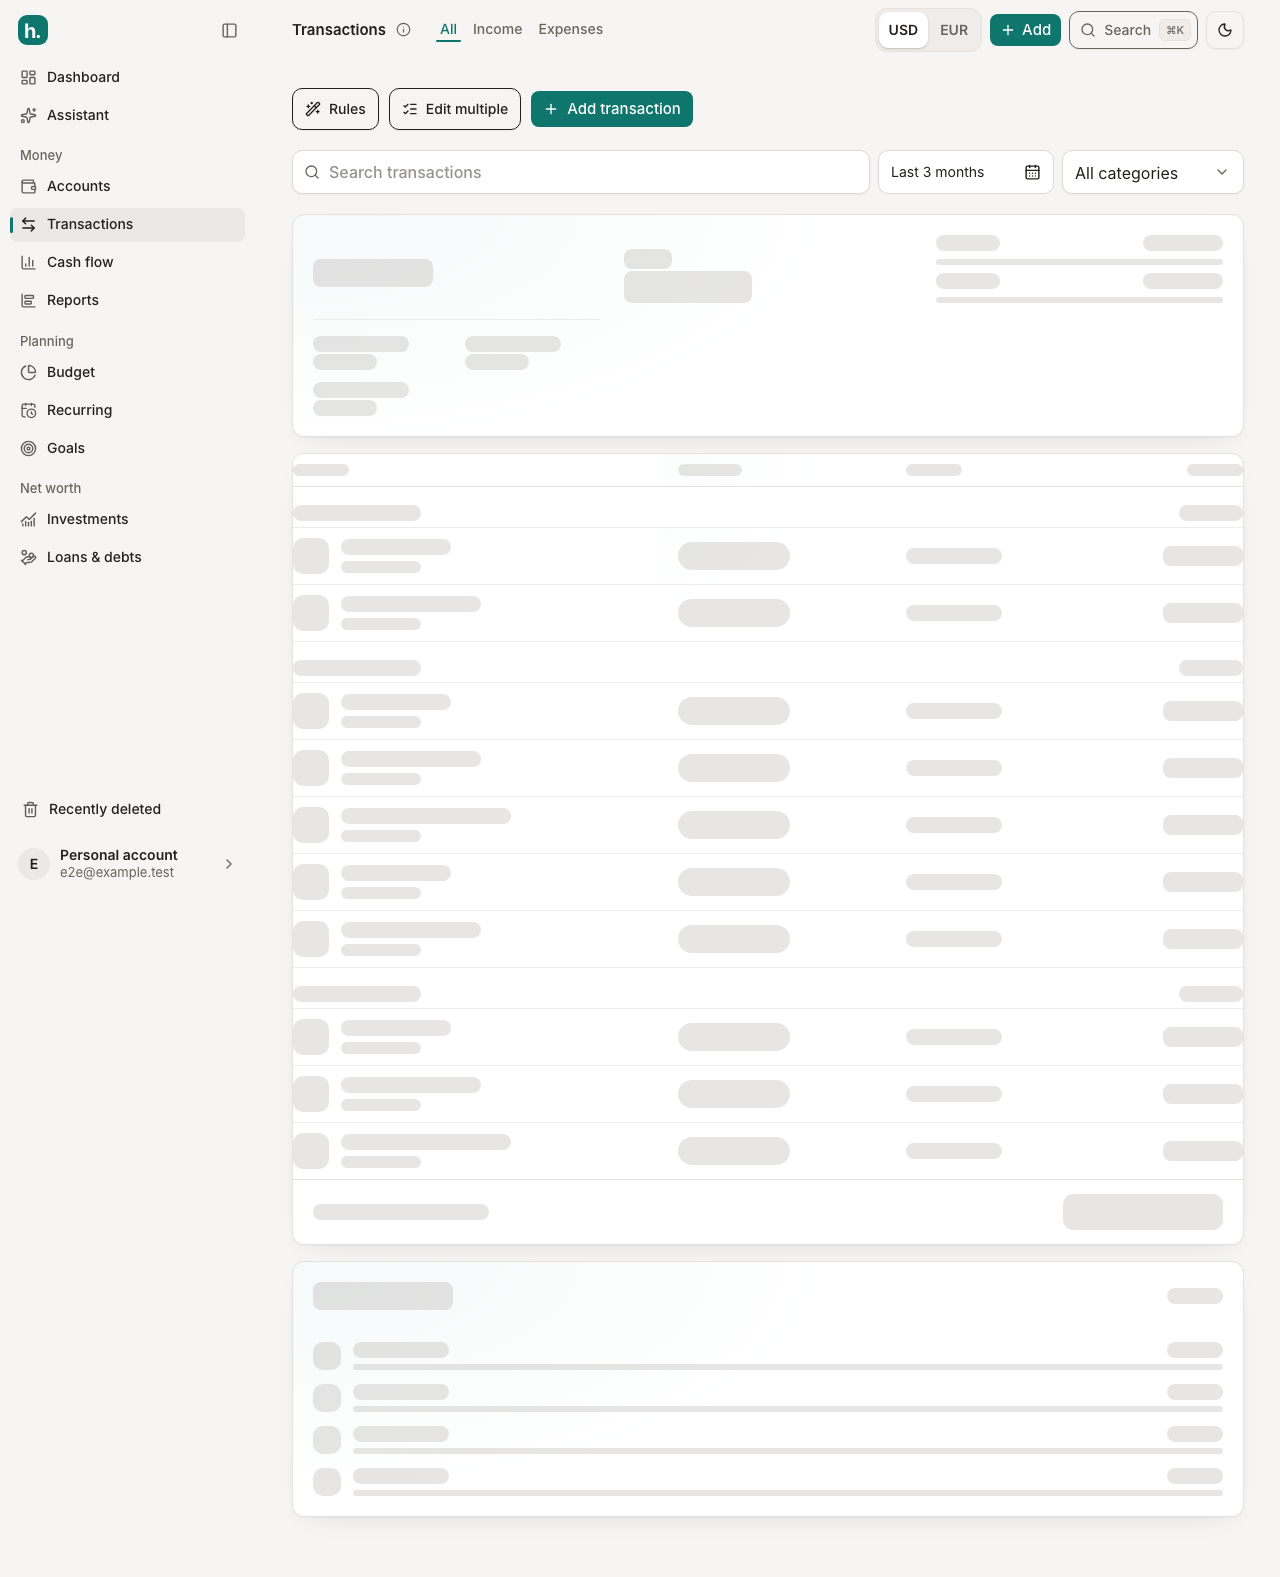 h.
Transactions
All
Income
Expenses
USD
EUR
Add
Search
⌘K
Dashboard
Assistant
Money
Accounts
Transactions
Cash flow
Reports
Planning
Budget
Recurring
Goals
Net worth
Investments
Loans & debts
Recently deleted
E
Personal account
e2e@example.test
Rules
Edit multiple
Add transaction
Search transactions
Last 3 months
All categories